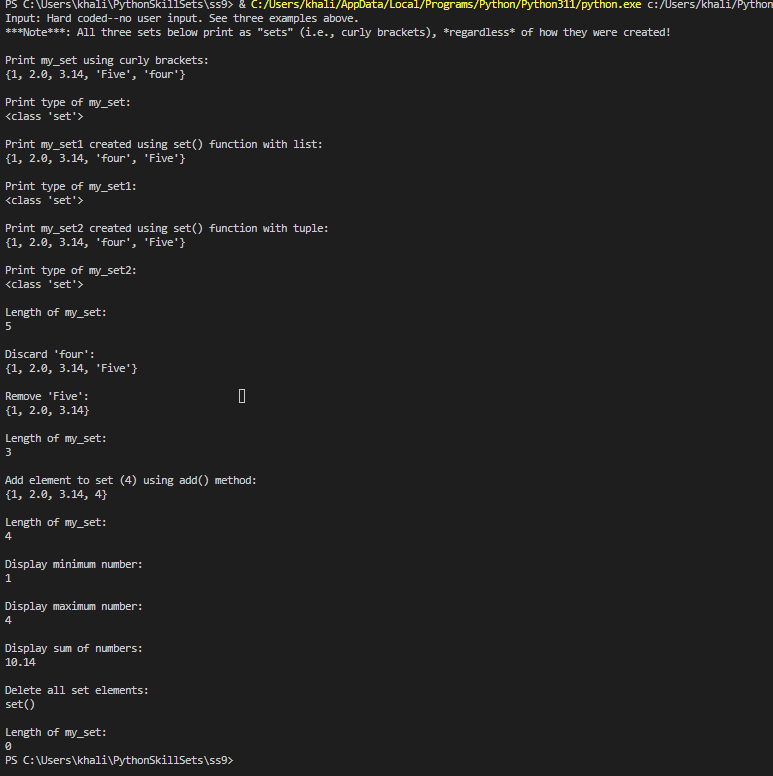 PS C:\Users\khali\PythonSkillSets\ss9> & C:/Users/khali/AppData/Local/Programs/Python/Python311/python.exe c:/Users/khali/Python
Input: Hard coded--no user input. See three examples above.
***Note***: All three sets below print as "sets" (i.e., curly brackets), *regardless* of how they were created!
Print my_set using curly brackets:
{1, 2.0, 3.14, 'Five', 'four'}
Print type of my_set:
<class 'set'>
Print my_set1 created using set() function with list:
{1, 2.0, 3.14, 'four', 'Five'}
Print type of my_set1:
<class 'set'>
Print my_set2 created using set() function with tuple:
{1, 2.0, 3.14, 'four', 'Five'}
Print type of my_set2:
<class 'set'>
Length of my_set:
5
Discard 'four':
{1, 2.0, 3.14, 'Five'}
Remove 'Five':
{1, 2.0, 3.14}
Length of my_set:
3
Add element to set (4) using add() method:
{1, 2.0, 3.14, 4}
Length of my_set:
4
Display minimum number:
1
Display maximum number:
4
Display sum of numbers:
10.14
Delete all set elements:
set()
Length of my_set:
0
PS C:\Users\khali\PythonSkillSets\ss9>